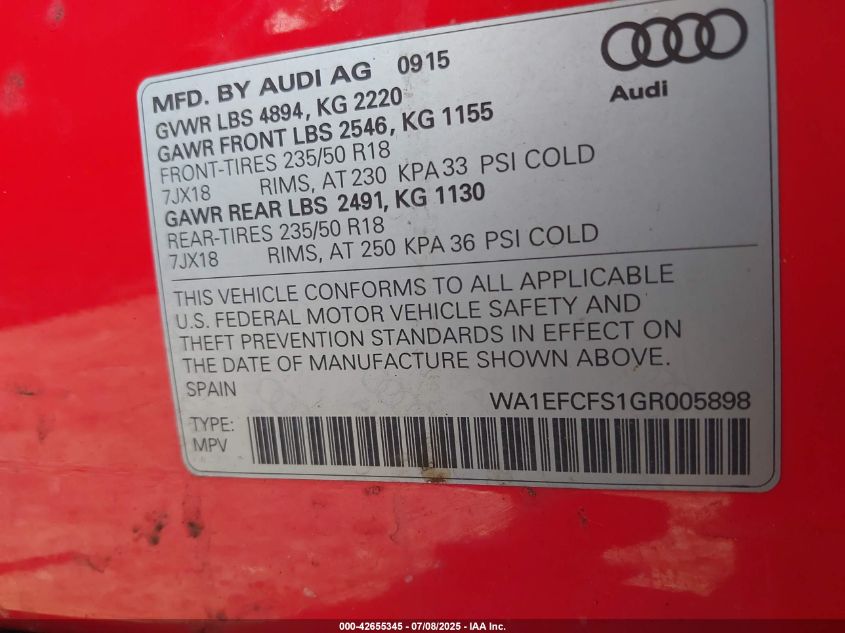 MFD. BY AUDI AG 0915
Audi
GVWR LBS 4894, KG 2220
GAWR FRONT LBS 2546, KG 1155
FRONT-TIRES 235/50 R18
7JX18 RIMS, AT 230 KPA 33 PSI COLD
GAWR REAR LBS 2491, KG 1130
REAR-TIRES 235/50 R18
7JX18 RIMS, AT 250 KPA 36 PSI COLD
THIS VEHICLE CONFORMS TO ALL APPLICABLE
U.S. FEDERAL MOTOR VEHICLE SAFETY AND
THEFT PREVENTION STANDARDS IN EFFECT ON
THE DATE OF MANUFACTURE SHOWN ABOVE.
SPAIN
WA1EFCFS1GR005898
TYPE:
MPV
000-42655345 - 07/08/2025 - IAA Inc.